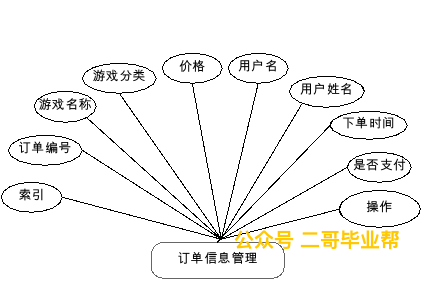 游戏分类
价格
用户名
用户姓名
游戏名称
下单时间
订单编号
是否支付
索引
操作
公众号 二哥毕业帮
订单信息管理